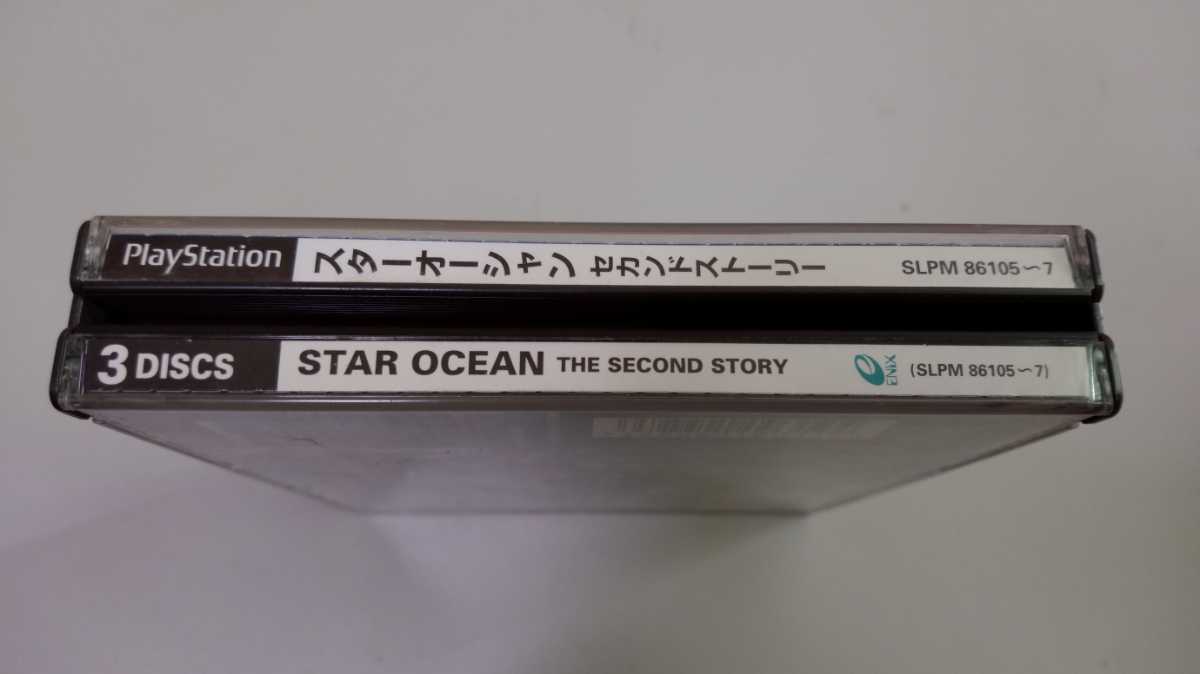 PlayStation スターオーシャン セカンドストーリー SLPM 86105〜7
3 DISCS STAR OCEAN THE SECOND STORY ENIX (SLPM 86105〜7)